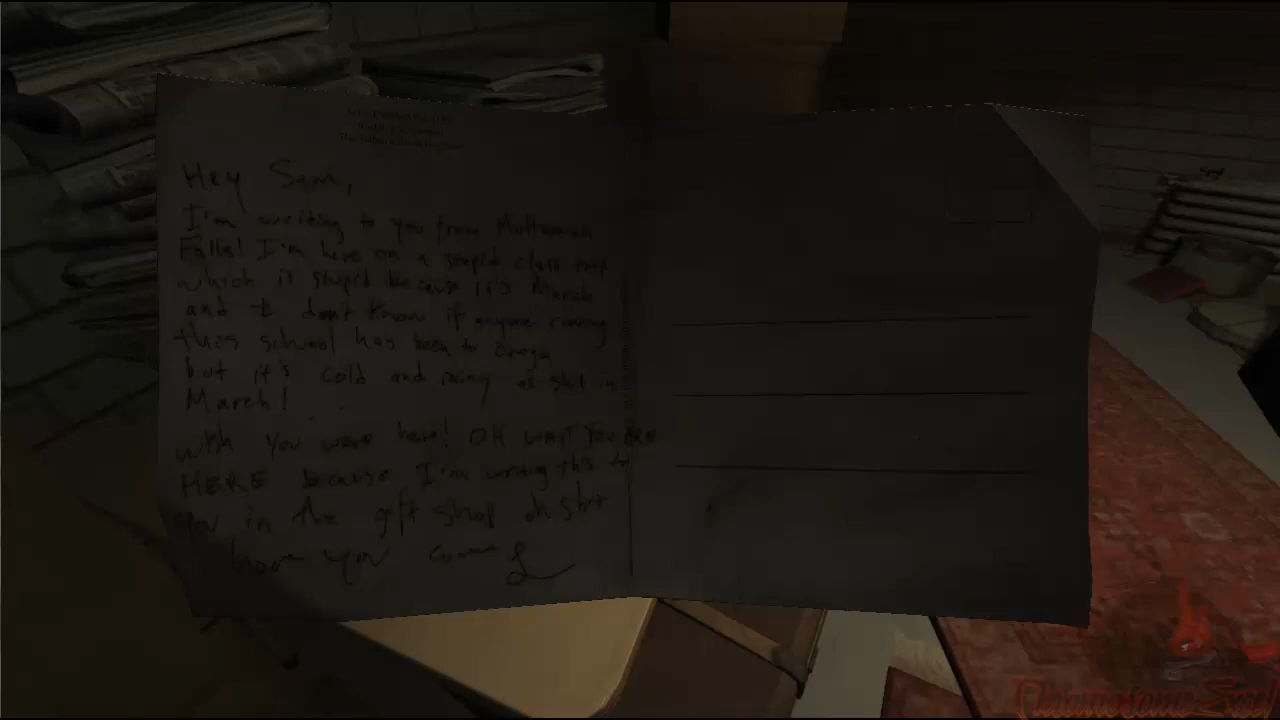 Hey Sam,
I'm writing to you from Multnomah
Falls! I'm here on a stupid class trip
which is stupid because it's March
and I don't know if anyone running
this school has been to Oregon
but it's cold and rainy as shit in
March!
wish you were here! OH WAIT YOU ARE
HERE because I'm writing this to
you in the gift shop oh shit
here you
L